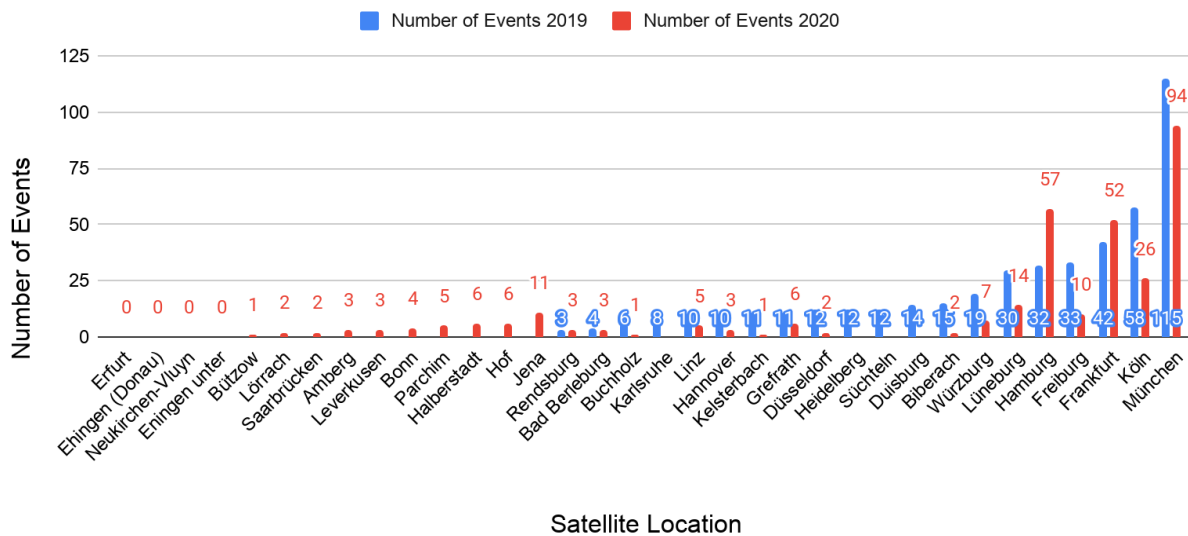 Number of Events 2019 Number of Events 2020
Number of Events
125
100
75
50
25
0
0 0 0 0 1 2 2 3 3 4 5 6 6 11 3 3 1 5 3 1 6 2 2 7 14 57 10 52 26 94
3 4 6 8 10 10 11 11 12 12 12 14 15 19 30 32 33 42 58 115
Erfurt
Ehingen (Donau)
Neukirchen-Vluyn
Eningen unter
Bützow
Lörrach
Saarbrücken
Amberg
Leverkusen
Bonn
Parchim
Halberstadt
Hof
Jena
Rendsburg
Bad Berleburg
Buchholz
Karlsruhe
Linz
Hannover
Kelsterbach
Grefrath
Düsseldorf
Heidelberg
Süchteln
Duisburg
Biberach
Würzburg
Lüneburg
Hamburg
Freiburg
Frankfurt
Köln
München
Satellite Location